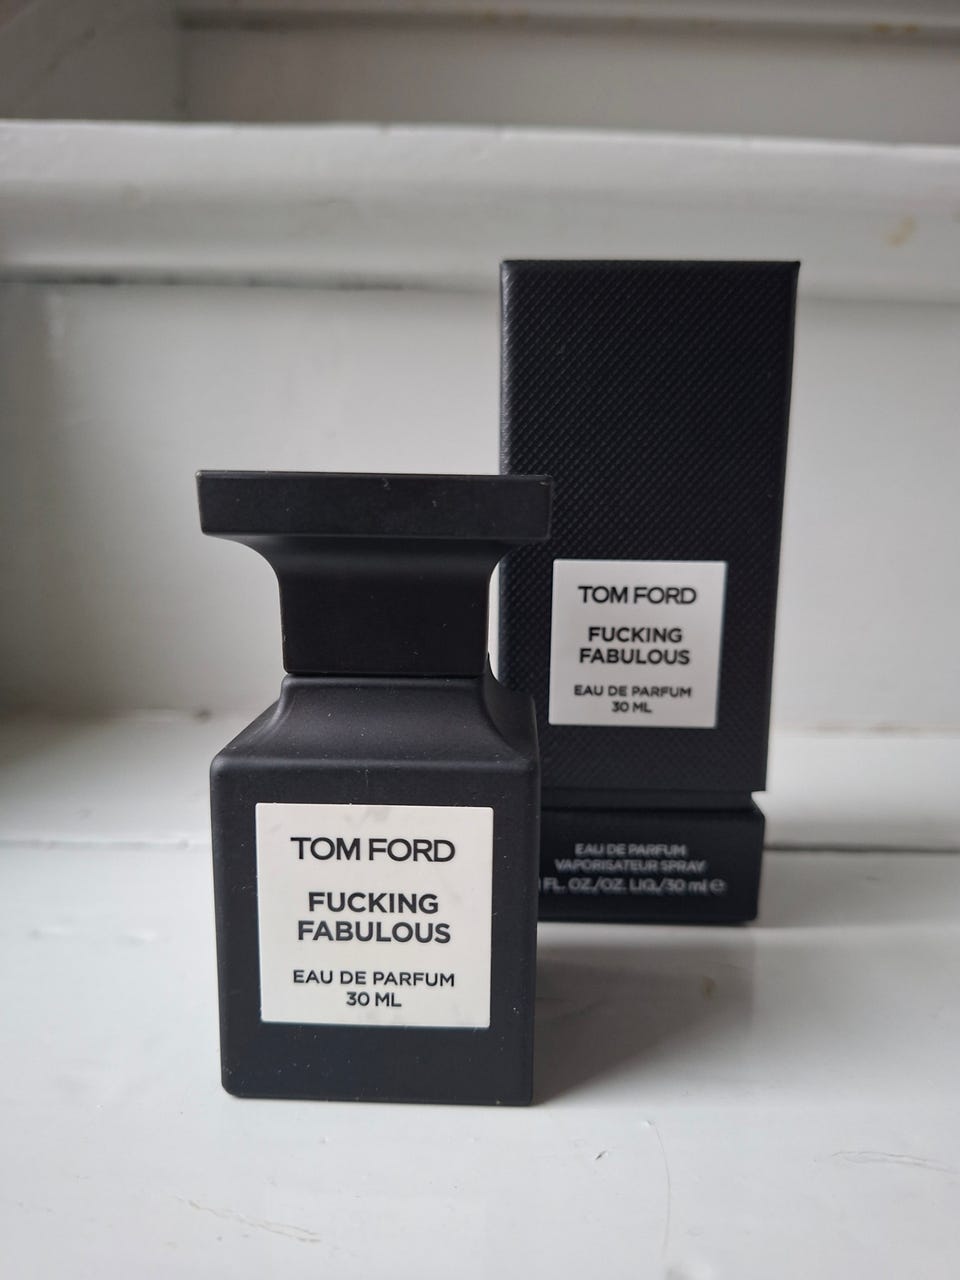 TOM FORD
FUCKING
FABULOUS
EAU DE PARFUM
30 ML
TOM FORD
FUCKING
FABULOUS
EAU DE PARFUM
30 ML
EAU DE PARFUM
VAPORISATEUR SPRAY
1 FL. OZ./OZ. LIQ./30 ml ℮